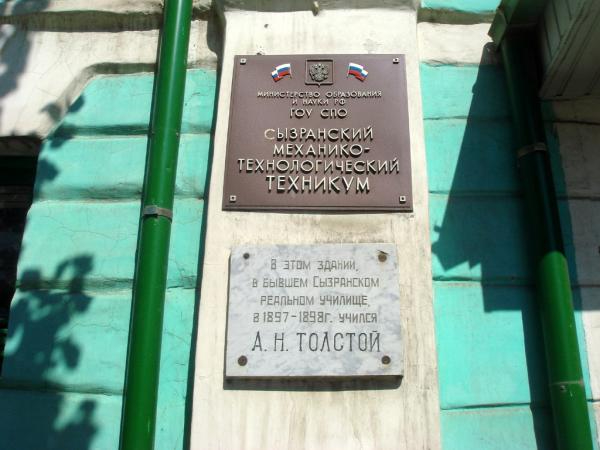 Министерство образования
и науки РФ
ГОУ СПО
Сызранский
механико-
технологический
техникум
В этом здании,
в бывшем Сызранском
реальном училище,
в 1897-1898г. учился
А. Н. Толстой